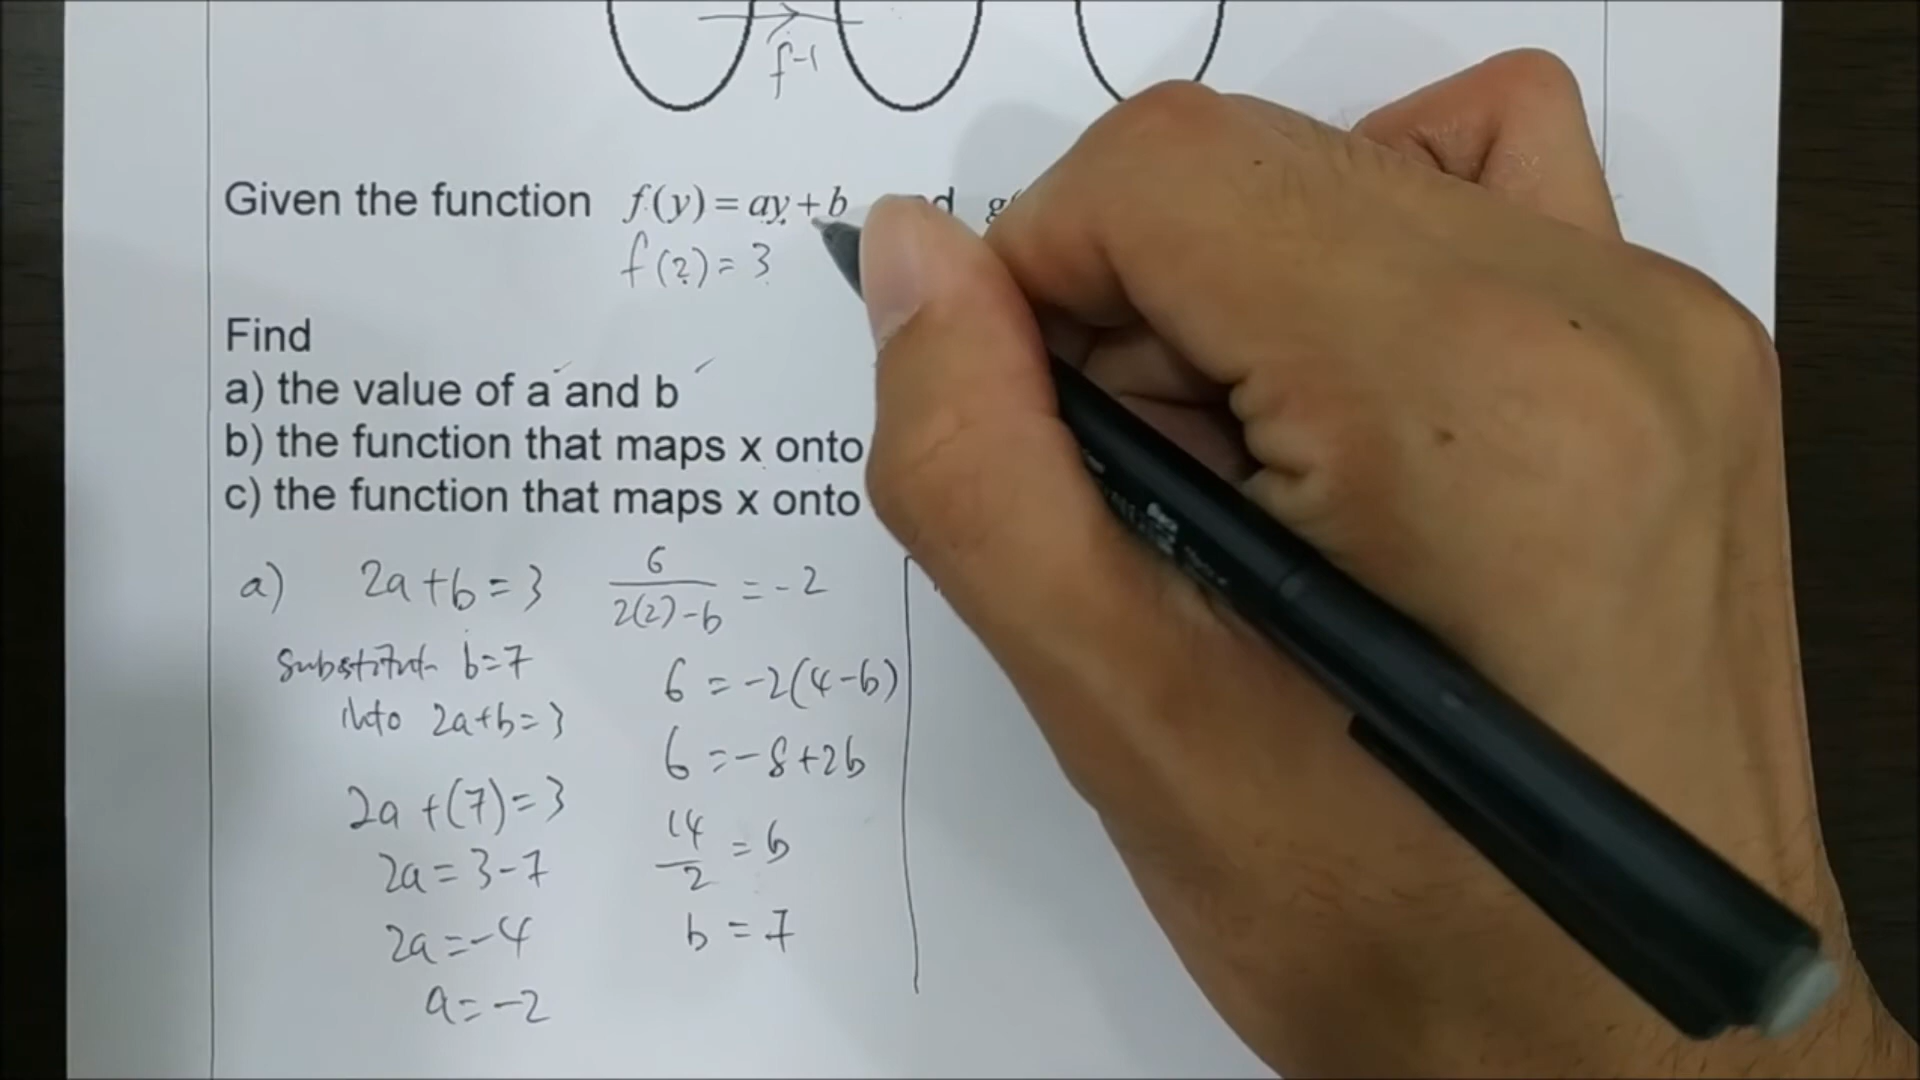 f-1
Given the function f(y) = ay + b
f(2) = 3
Find
a) the value of a and b
b) the function that maps x onto
c) the function that maps x onto
a) 2a + b = 3
substitut b = 7
into 2a + b = 3
2a + (7) = 3
2a = 3 - 7
2a = -4
a = -2
6 / 2(2) - b = -2
6 = -2(4 - b)
6 = -8 + 2b
14 / 2 = b
b = 7